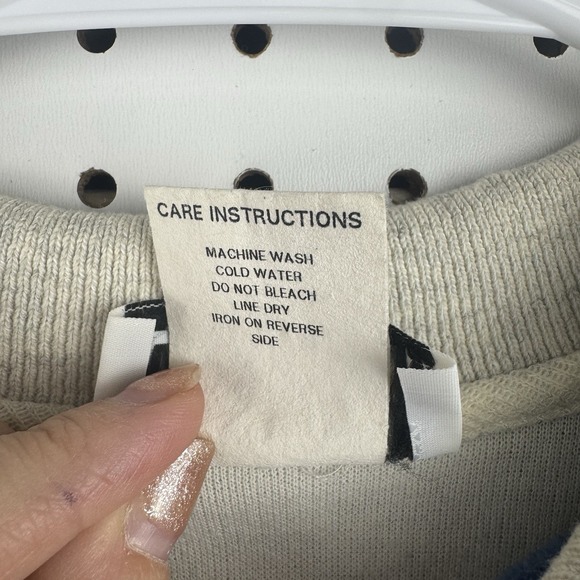 CARE INSTRUCTIONS
MACHINE WASH
COLD WATER
DO NOT BLEACH
LINE DRY
IRON ON REVERSE
SIDE